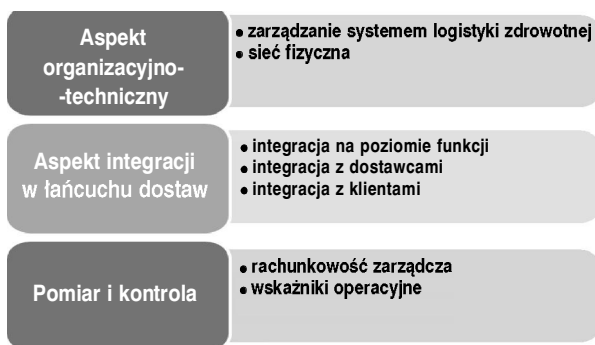 Aspekt
organizacyjno-
-techniczny
• zarządzanie systemem logistyki zdrowotnej
• sieć fizyczna
Aspekt integracji
w łańcuchu dostaw
• integracja na poziomie funkcji
• integracja z dostawcami
• integracja z klientami
Pomiar i kontrola
• rachunkowość zarządcza
• wskaźniki operacyjne